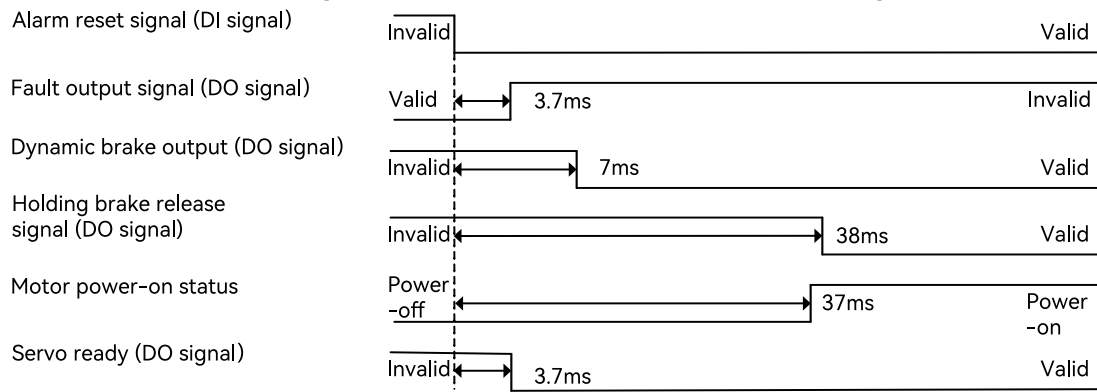 Alarm reset signal (DI signal)
Invalid
Valid
Fault output signal (DO signal)
Valid
3.7ms
Invalid
Dynamic brake output (DO signal)
Invalid
7ms
Valid
Holding brake release
signal (DO signal)
Invalid
38ms
Valid
Motor power-on status
Power
-off
37ms
Power
-on
Servo ready (DO signal)
Invalid
3.7ms
Valid